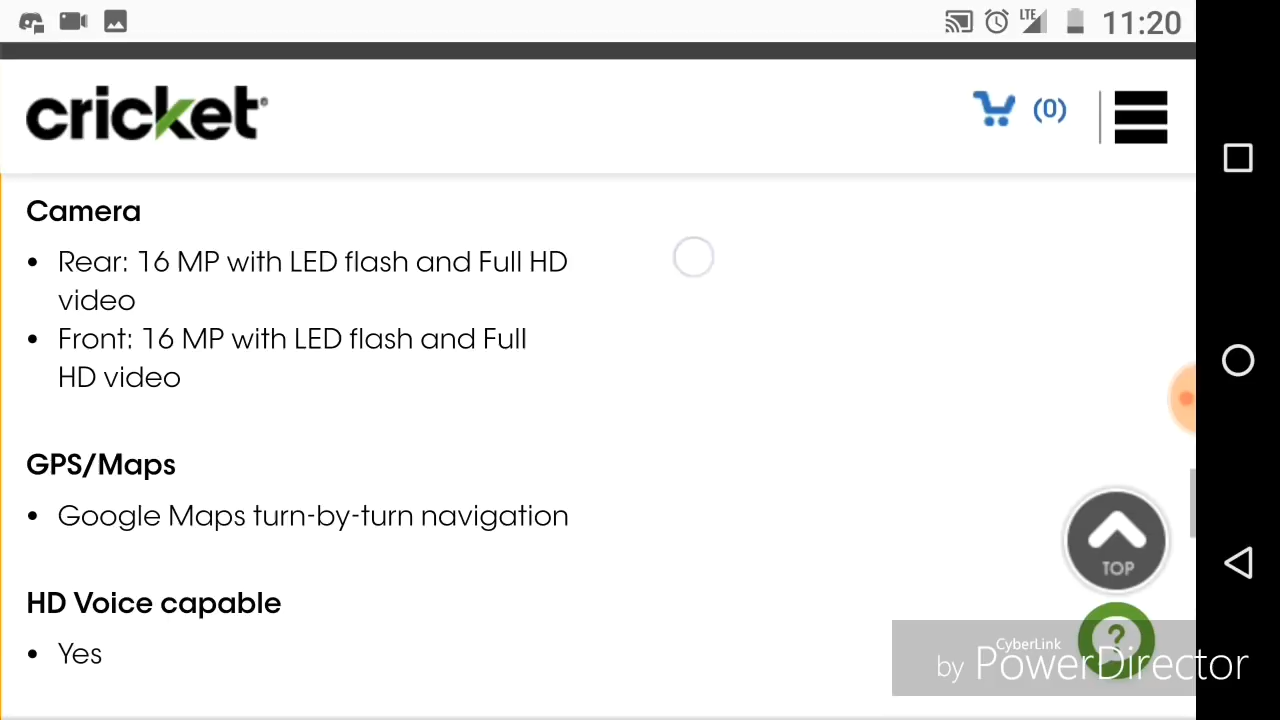 LTE 11:20
cricket
(0)
Camera
• Rear: 16 MP with LED flash and Full HD
video
• Front: 16 MP with LED flash and Full
HD video
GPS/Maps
• Google Maps turn-by-turn navigation
TOP
HD Voice capable
• Yes
?
CyberLink
by PowerDirector